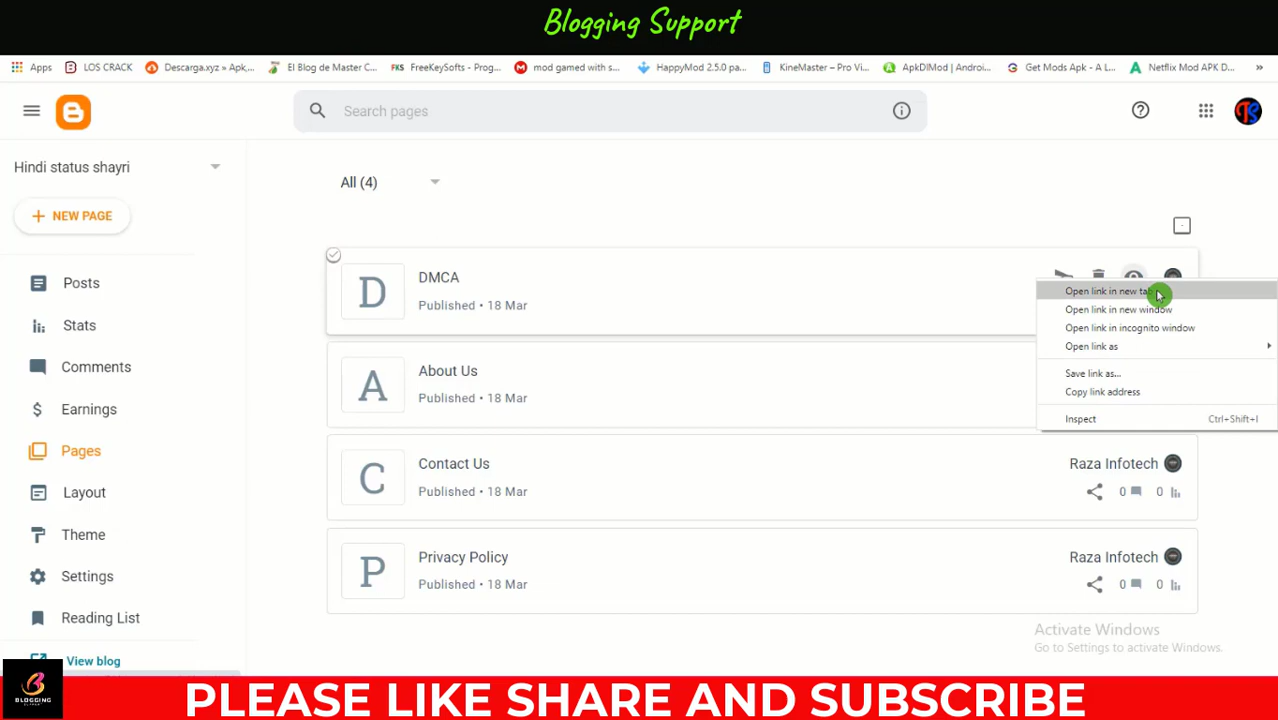 Blogging Support
Apps
LOS CRACK
Descarga.xyz » Apk,...
El Blog de Master C...
FKS FreeKeySofts - Prog...
mod gamed with s...
HappyMod 2.5.0 pa...
KineMaster – Pro Vi...
ApkDlMod | Androi...
Get Mods Apk - A L...
Netflix Mod APK D...
»
Search pages
Hindi status shayri
All (4)
NEW PAGE
Posts
Stats
Comments
Earnings
Pages
Layout
Theme
Settings
Reading List
View blog
D
DMCA
Published • 18 Mar
A
About Us
Published • 18 Mar
C
Contact Us
Published • 18 Mar
Raza Infotech
0
0
P
Privacy Policy
Published • 18 Mar
Raza Infotech
0
0
Open link in new tab
Open link in new window
Open link in incognito window
Open link as
Save link as...
Copy link address
Inspect Ctrl+Shift+I
Activate Windows
Go to Settings to activate Windows.
BLOGGING
PLEASE LIKE SHARE AND SUBSCRIBE